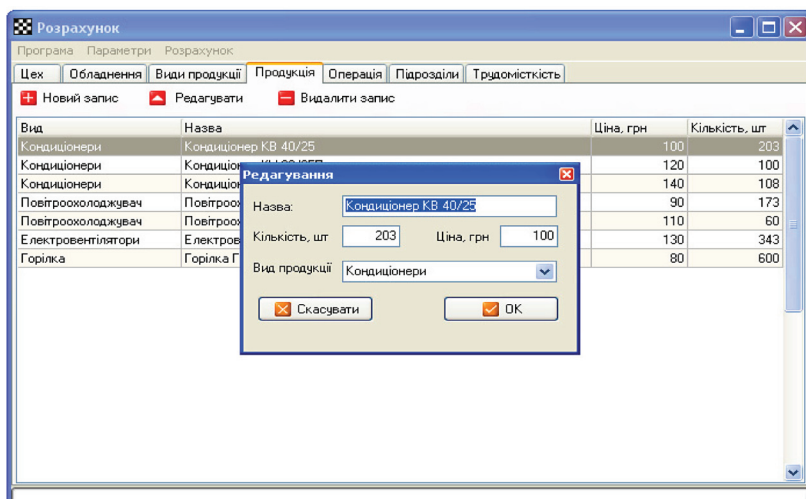 Розрахунок
Програма Параметри Розрахунок
Цех Обладнення Види продукції Продукція Операція Підрозділи Трудомісткість
Новий запис Редагувати Видалити запис
Вид Назва Ціна, грн Кількість, шт
Кондиціонери Кондиціонер КВ 40/25 100 203
Кондиціонери 120 100
Кондиціонери 140 108
Повітроохолоджувач 90 173
Повітроохолоджувач 110 60
Електровентілятори 130 343
Горілка Горілка Г 80 600
Редагування
Назва: Кондиціонер КВ 40/25
Кількість, шт 203 Ціна, грн 100
Вид продукції Кондиціонери
Скасувати ОК